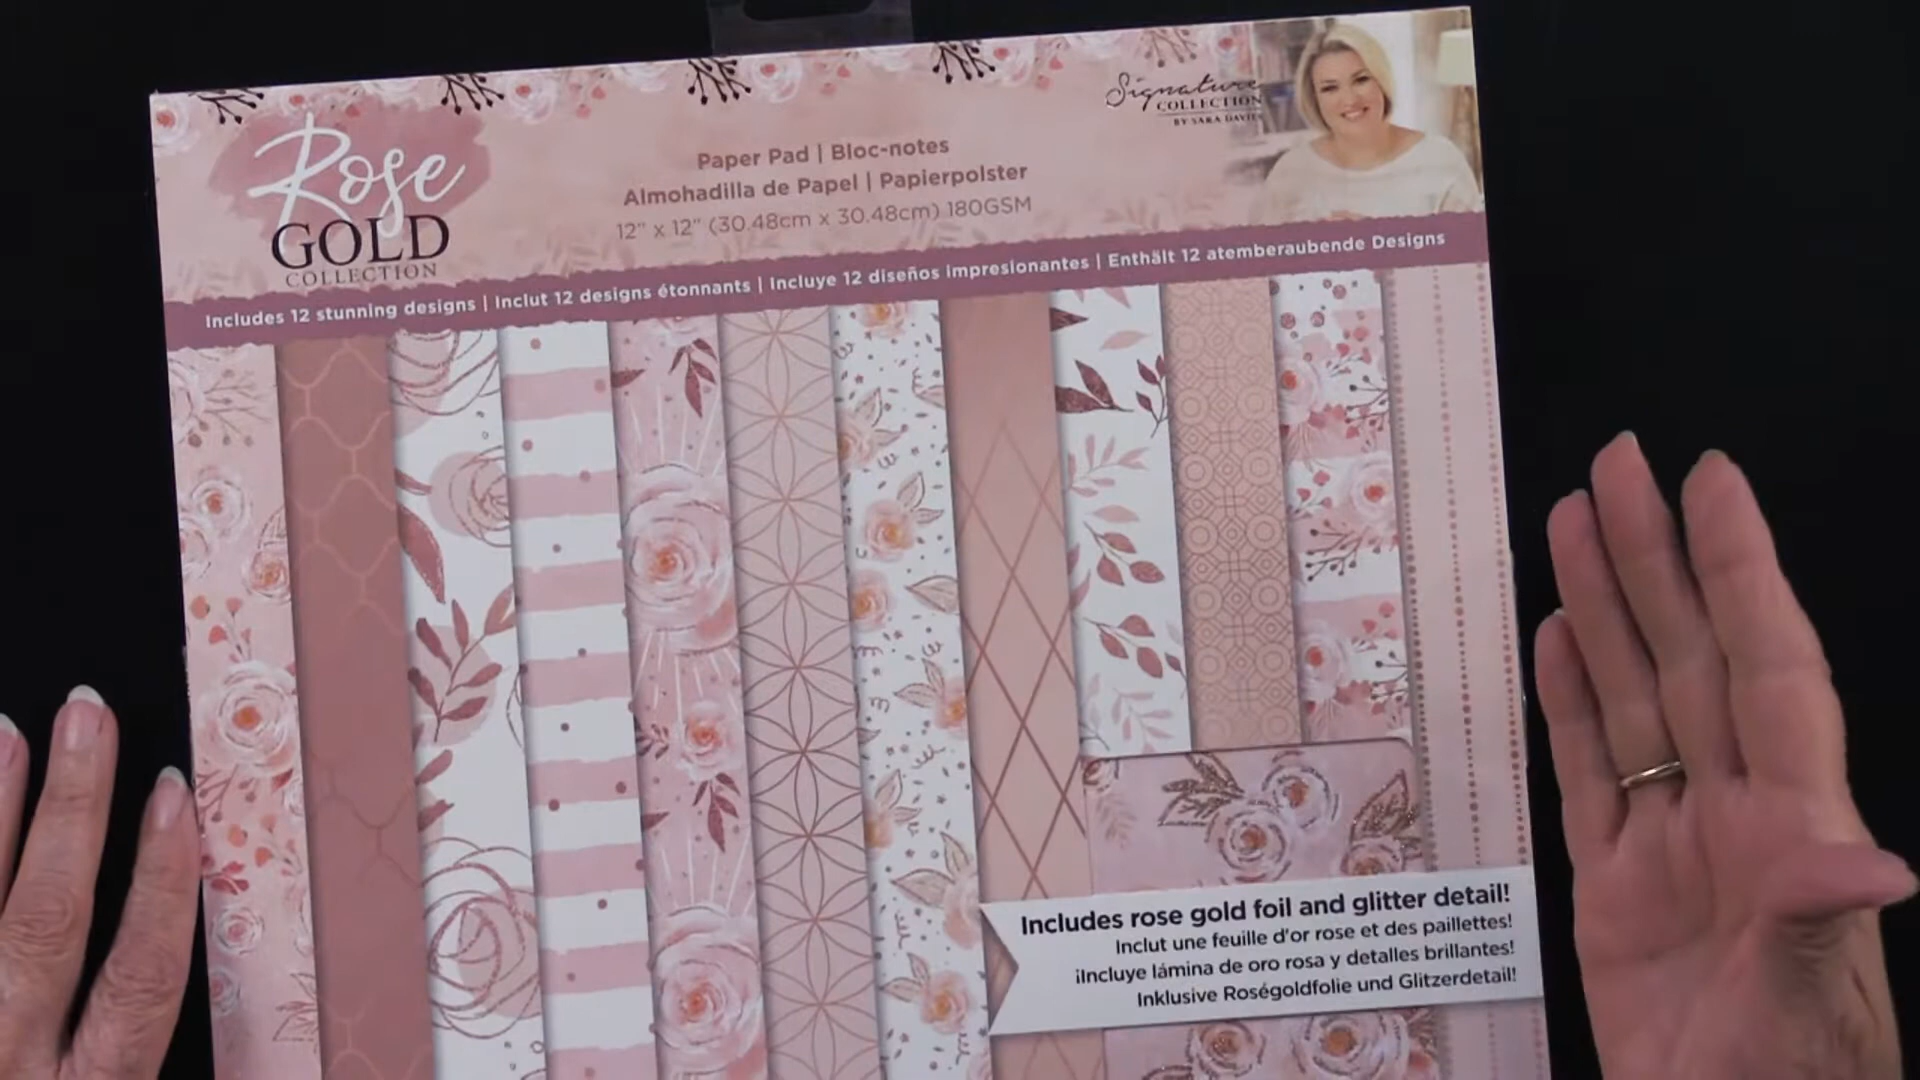 Rose
GOLD
COLLECTION
Paper Pad | Bloc-notes
Almohadilla de Papel | Papierpolster
12" x 12" (30.48cm x 30.48cm) 180GSM
Signature
COLLECTION
BY SARA DAVIES
Includes 12 stunning designs | Inclut 12 designs étonnants | Incluye 12 diseños impresionantes | Enthält 12 atemberaubende Designs
Includes rose gold foil and glitter detail!
Inclut une feuille d'or rose et des paillettes!
¡Incluye lámina de oro rosa y detalles brillantes!
Inklusive Roségoldfolie und Glitzerdetail!